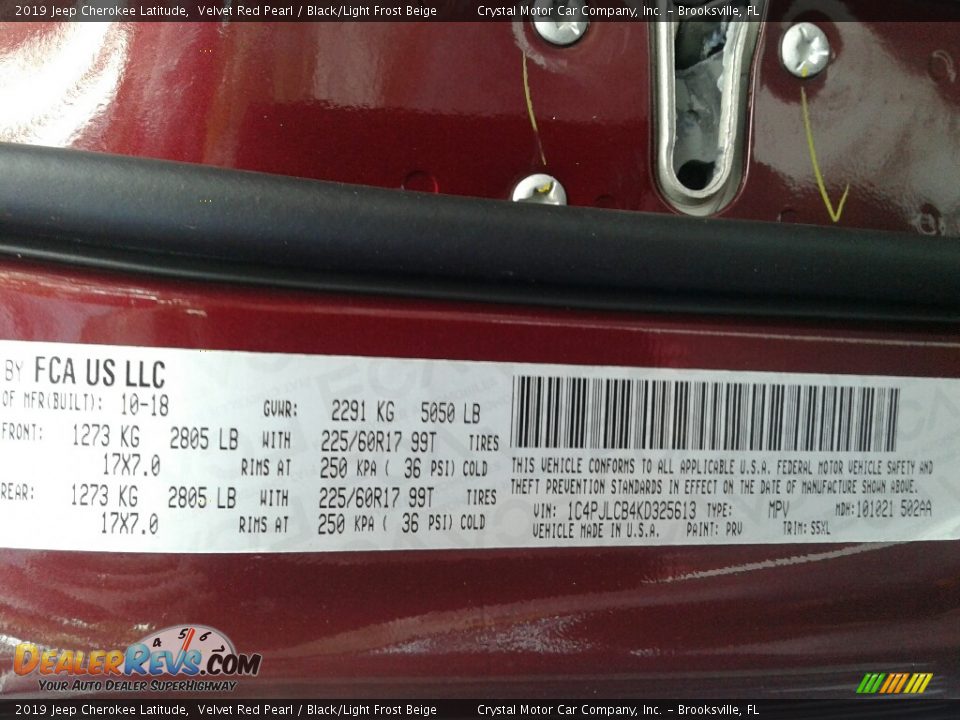 2019 Jeep Cherokee Latitude,  Velvet Red Pearl / Black/Light Frost Beige     Crystal Motor Car Company, Inc. - Brooksville, FL
BY FCA US LLC
OF MFR(BUILT): 10-18 GVWR: 2291 KG 5050 LB
FRONT: 1273 KG 2805 LB WITH 225/60R17 99T TIRES
17X7.0 RIMS AT 250 KPA ( 36 PSI) COLD
REAR: 1273 KG 2805 LB WITH 225/60R17 99T TIRES
17X7.0 RIMS AT 250 KPA ( 36 PSI) COLD
THIS VEHICLE CONFORMS TO ALL APPLICABLE U.S.A. FEDERAL MOTOR VEHICLE SAFETY AND
THEFT PREVENTION STANDARDS IN EFFECT ON THE DATE OF MANUFACTURE SHOWN ABOVE.
VIN: 1C4PJLCB4KD325613 TYPE: MPV MDH:101021 502AA
VEHICLE MADE IN U.S.A. PAINT: PRV TRIM: S5XL
4 5 6
DEALERREVS.COM
YOUR AUTO DEALER SUPERHIGHWAY
2019 Jeep Cherokee Latitude,  Velvet Red Pearl / Black/Light Frost Beige     Crystal Motor Car Company, Inc. - Brooksville, FL